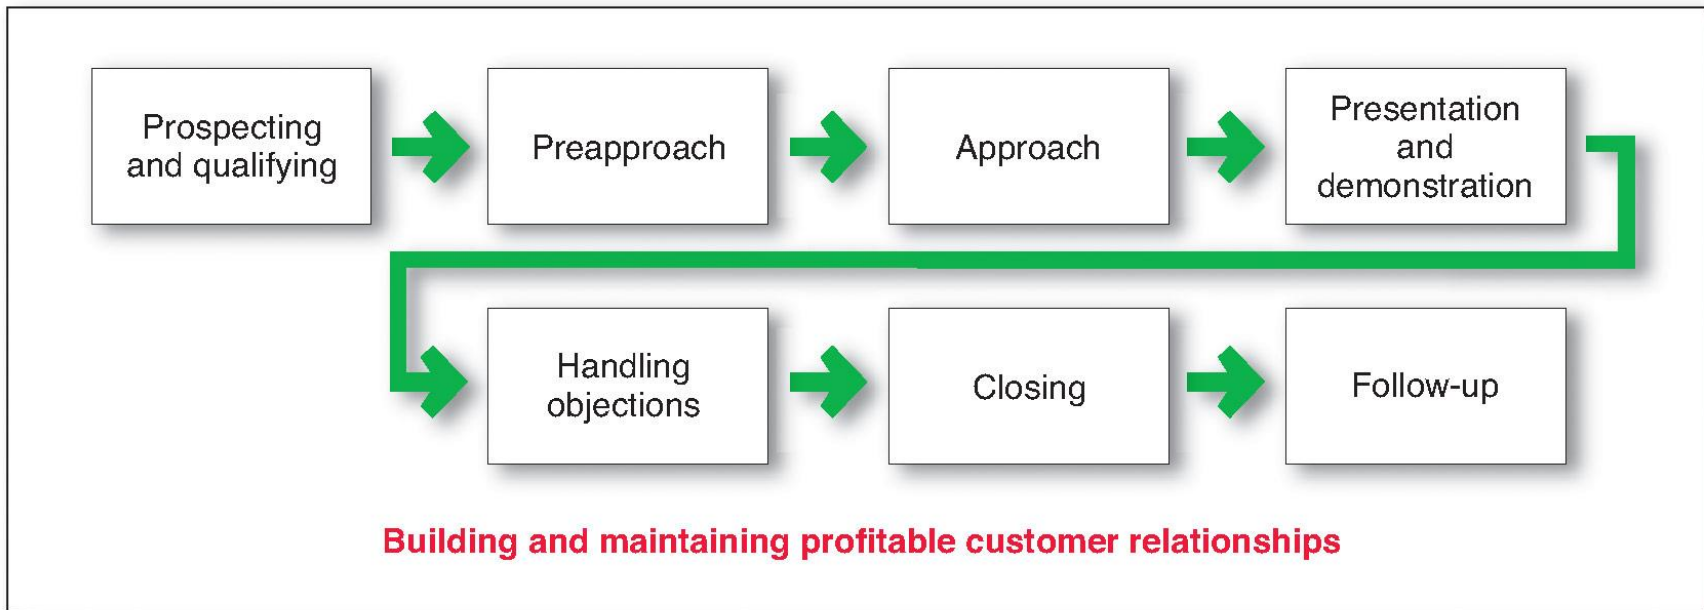 Prospecting
and qualifying
Preapproach
Approach
Presentation
and
demonstration
Handling
objections
Closing
Follow-up
Building and maintaining profitable customer relationships